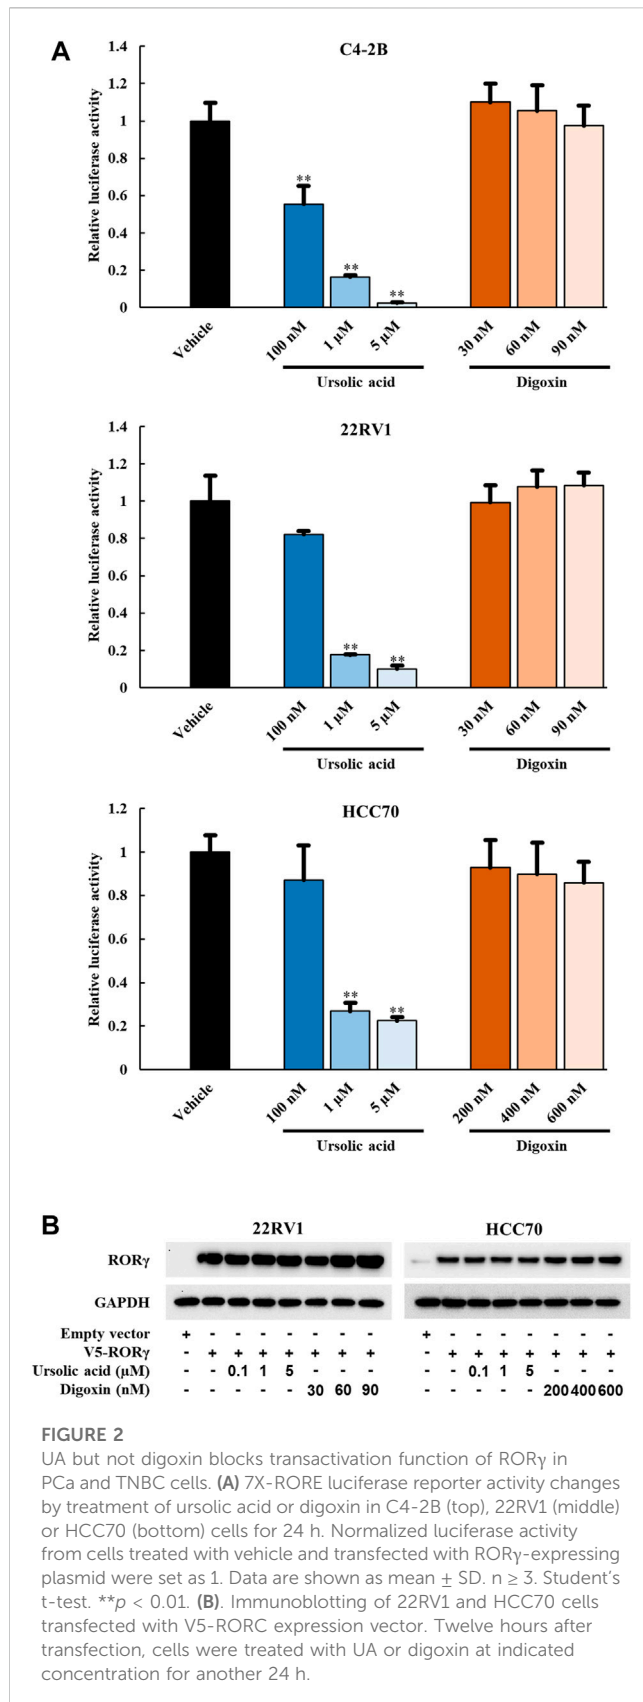 A
C4-2B
Relative luciferase activity
1.4
1.2
1
0.8
0.6
0.4
0.2
0
**
**
**
Vehicle
100 nM
1 µM
5 µM
30 nM
60 nM
90 nM
Ursolic acid
Digoxin
22RV1
Relative luciferase activity
1.4
1.2
1
0.8
0.6
0.4
0.2
0
**
**
Vehicle
100 nM
1 µM
5 µM
30 nM
60 nM
90 nM
Ursolic acid
Digoxin
HCC70
Relative luciferase activity
1.2
1
0.8
0.6
0.4
0.2
0
**
**
Vehicle
100 nM
1 µM
5 µM
200 nM
400 nM
600 nM
Ursolic acid
Digoxin
B
22RV1 HCC70
RORγ
GAPDH
Empty vector + - - - - - - - + - - - - - - -
V5-RORγ - + + + + + + + - + + + + + + +
Ursolic acid (µM) - - 0.1 1 5 - - - - - 0.1 1 5 - - -
Digoxin (nM) - - - - - 30 60 90 - - - - - 200 400 600
FIGURE 2
UA but not digoxin blocks transactivation function of RORγ in
PCa and TNBC cells. (A) 7X-RORE luciferase reporter activity changes
by treatment of ursolic acid or digoxin in C4-2B (top), 22RV1 (middle)
or HCC70 (bottom) cells for 24 h. Normalized luciferase activity
from cells treated with vehicle and transfected with RORγ-expressing
plasmid were set as 1. Data are shown as mean ± SD. n ≥ 3. Student's
t-test. **p < 0.01. (B). Immunoblotting of 22RV1 and HCC70 cells
transfected with V5-RORC expression vector. Twelve hours after
transfection, cells were treated with UA or digoxin at indicated
concentration for another 24 h.